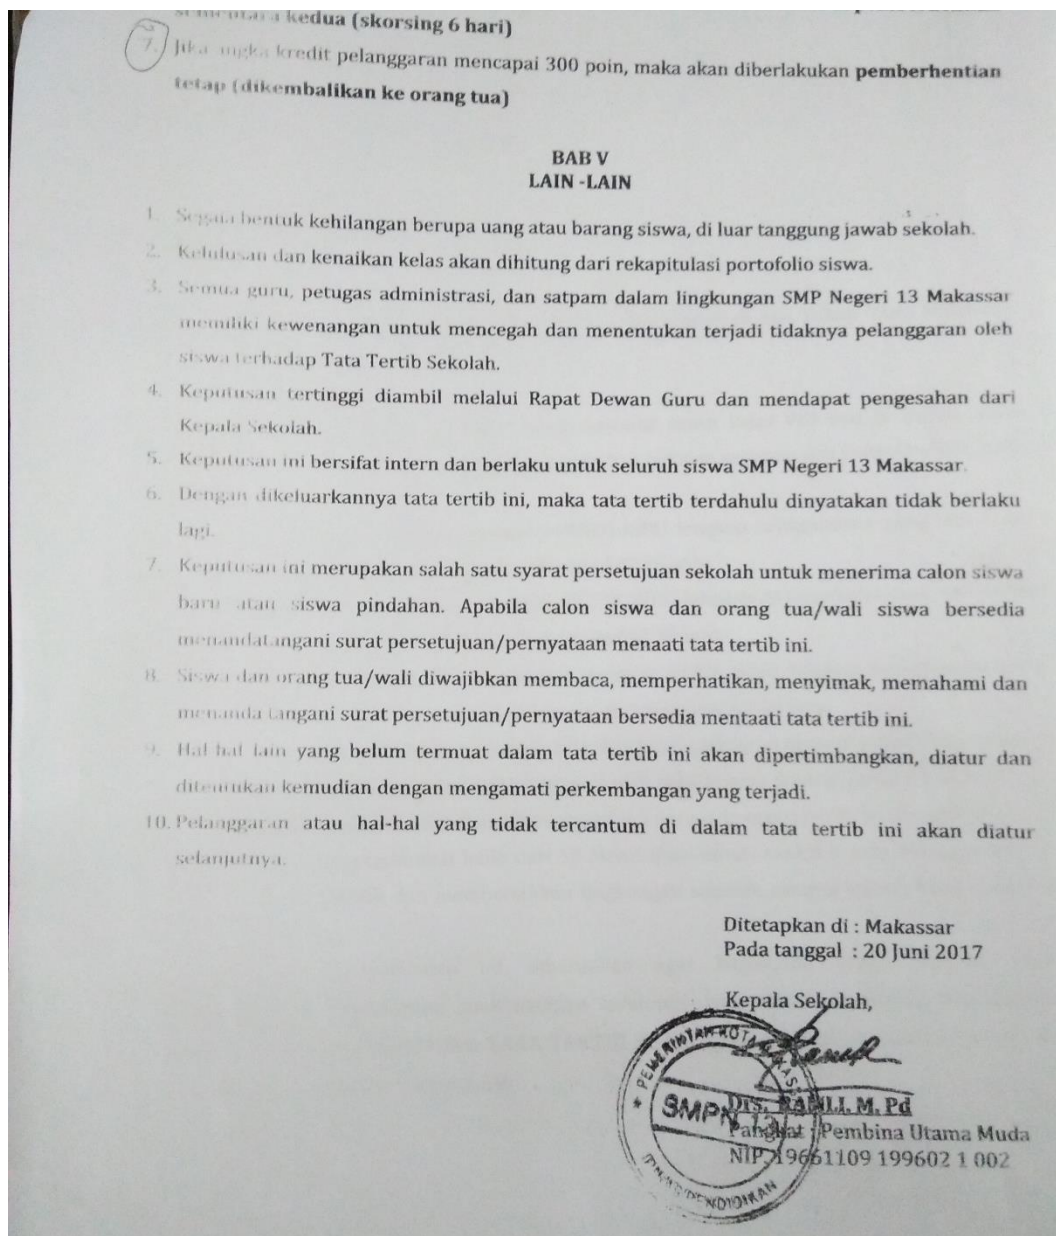 sementara kedua (skorsing 6 hari)
7. Jika angka kredit pelanggaran mencapai 300 poin, maka akan diberlakukan pemberhentian
tetap (dikembalikan ke orang tua)
BAB V
LAIN -LAIN
1. Segala bentuk kehilangan berupa uang atau barang siswa, di luar tanggung jawab sekolah.
2. Kelulusan dan kenaikan kelas akan dihitung dari rekapitulasi portofolio siswa.
3. Semua guru, petugas administrasi, dan satpam dalam lingkungan SMP Negeri 13 Makassar
memiliki kewenangan untuk mencegah dan menentukan terjadi tidaknya pelanggaran oleh
siswa terhadap Tata Tertib Sekolah.
4. Keputusan tertinggi diambil melalui Rapat Dewan Guru dan mendapat pengesahan dari
Kepala Sekolah.
5. Keputusan ini bersifat intern dan berlaku untuk seluruh siswa SMP Negeri 13 Makassar.
6. Dengan dikeluarkannya tata tertib ini, maka tata tertib terdahulu dinyatakan tidak berlaku
lagi.
7. Keputusan ini merupakan salah satu syarat persetujuan sekolah untuk menerima calon siswa
baru atau siswa pindahan. Apabila calon siswa dan orang tua/wali siswa bersedia
menandatangani surat persetujuan/pernyataan menaati tata tertib ini.
8. Siswa dan orang tua/wali diwajibkan membaca, memperhatikan, menyimak, memahami dan
menanda tangani surat persetujuan/pernyataan bersedia mentaati tata tertib ini.
9. Hal hal lain yang belum termuat dalam tata tertib ini akan dipertimbangkan, diatur dan
ditentukan kemudian dengan mengamati perkembangan yang terjadi.
10. Pelanggaran atau hal-hal yang tidak tercantum di dalam tata tertib ini akan diatur
selanjutnya.
Ditetapkan di : Makassar
Pada tanggal : 20 Juni 2017
Kepala Sekolah,
PEMERINTAH KOTA
SMPN 13
PENDIDIKAN
Drs. RAMLI. M. Pd
Pangkat : Pembina Utama Muda
NIP. 19661109 199602 1 002